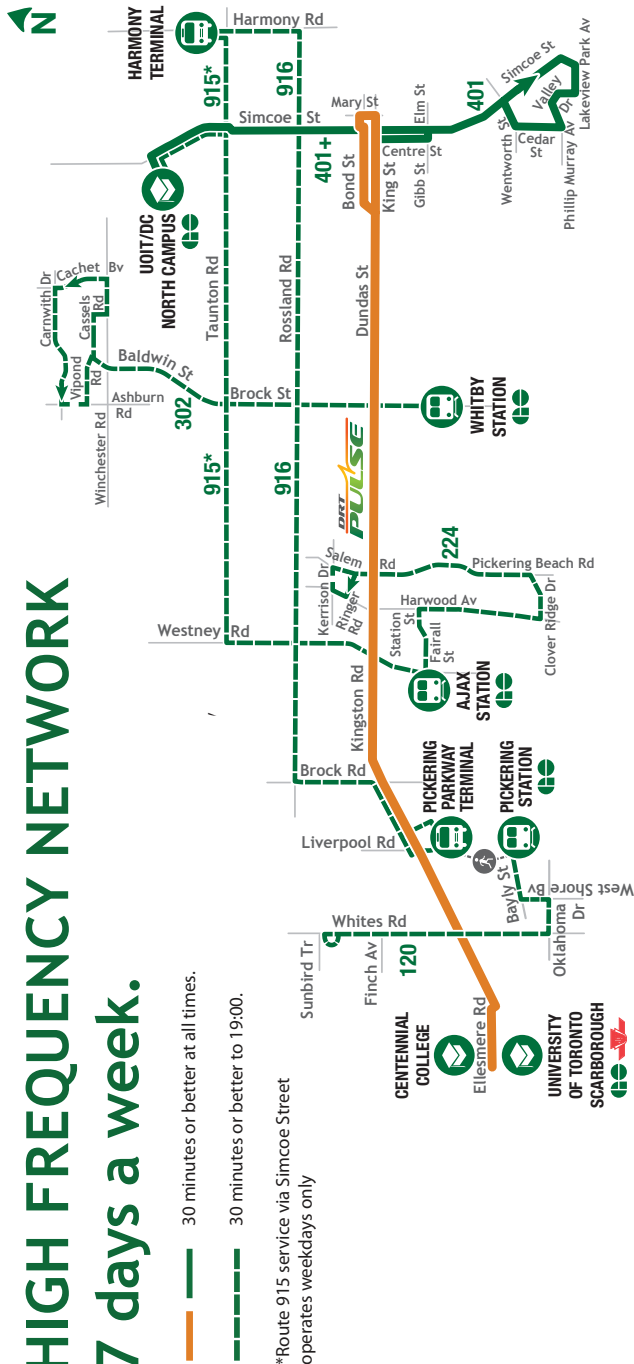 HIGH FREQUENCY NETWORK
7 days a week.
30 minutes or better at all times.
30 minutes or better to 19:00.
*Route 915 service via Simcoe Street
operates weekdays only
N
Sunbird Tr
Finch Av
Whites Rd
120
CENTENNIAL
COLLEGE
Ellesmere Rd
UNIVERSITY
OF TORONTO
SCARBOROUGH
GO
Oklahoma
Dr
West Shore Bv
Bayly St
Liverpool Rd
Brock Rd
PICKERING
PARKWAY
TERMINAL
PICKERING
STATION
GO
Kingston Rd
Westney Rd
AJAX
STATION
GO
Station
St
Fairall
St
Harwood Av
Clover Ridge Dr
Pickering Beach Rd
224
Salem Rd
Kerrison Dr
Ringer
Rd
DRT
PULSE
915*
916
302
Winchester Rd
Ashburn
Rd
Baldwin St
Brock St
Vipond
Rd
Cassels
Rd
Carnwith Dr
Cachet Bv
WHITBY
STATION
GO
Dundas St
Taunton Rd
Rossland Rd
UOIT/DC
NORTH CAMPUS
GO
Simcoe St
401+
Bond St
King St
Mary St
Centre St
Gibb St
Elm St
401
915*
916
HARMONY
TERMINAL
Harmony Rd
Wentworth St
Cedar
St
Phillip Murray Av
Simcoe St
Valley
Dr
Lakeview Park Av